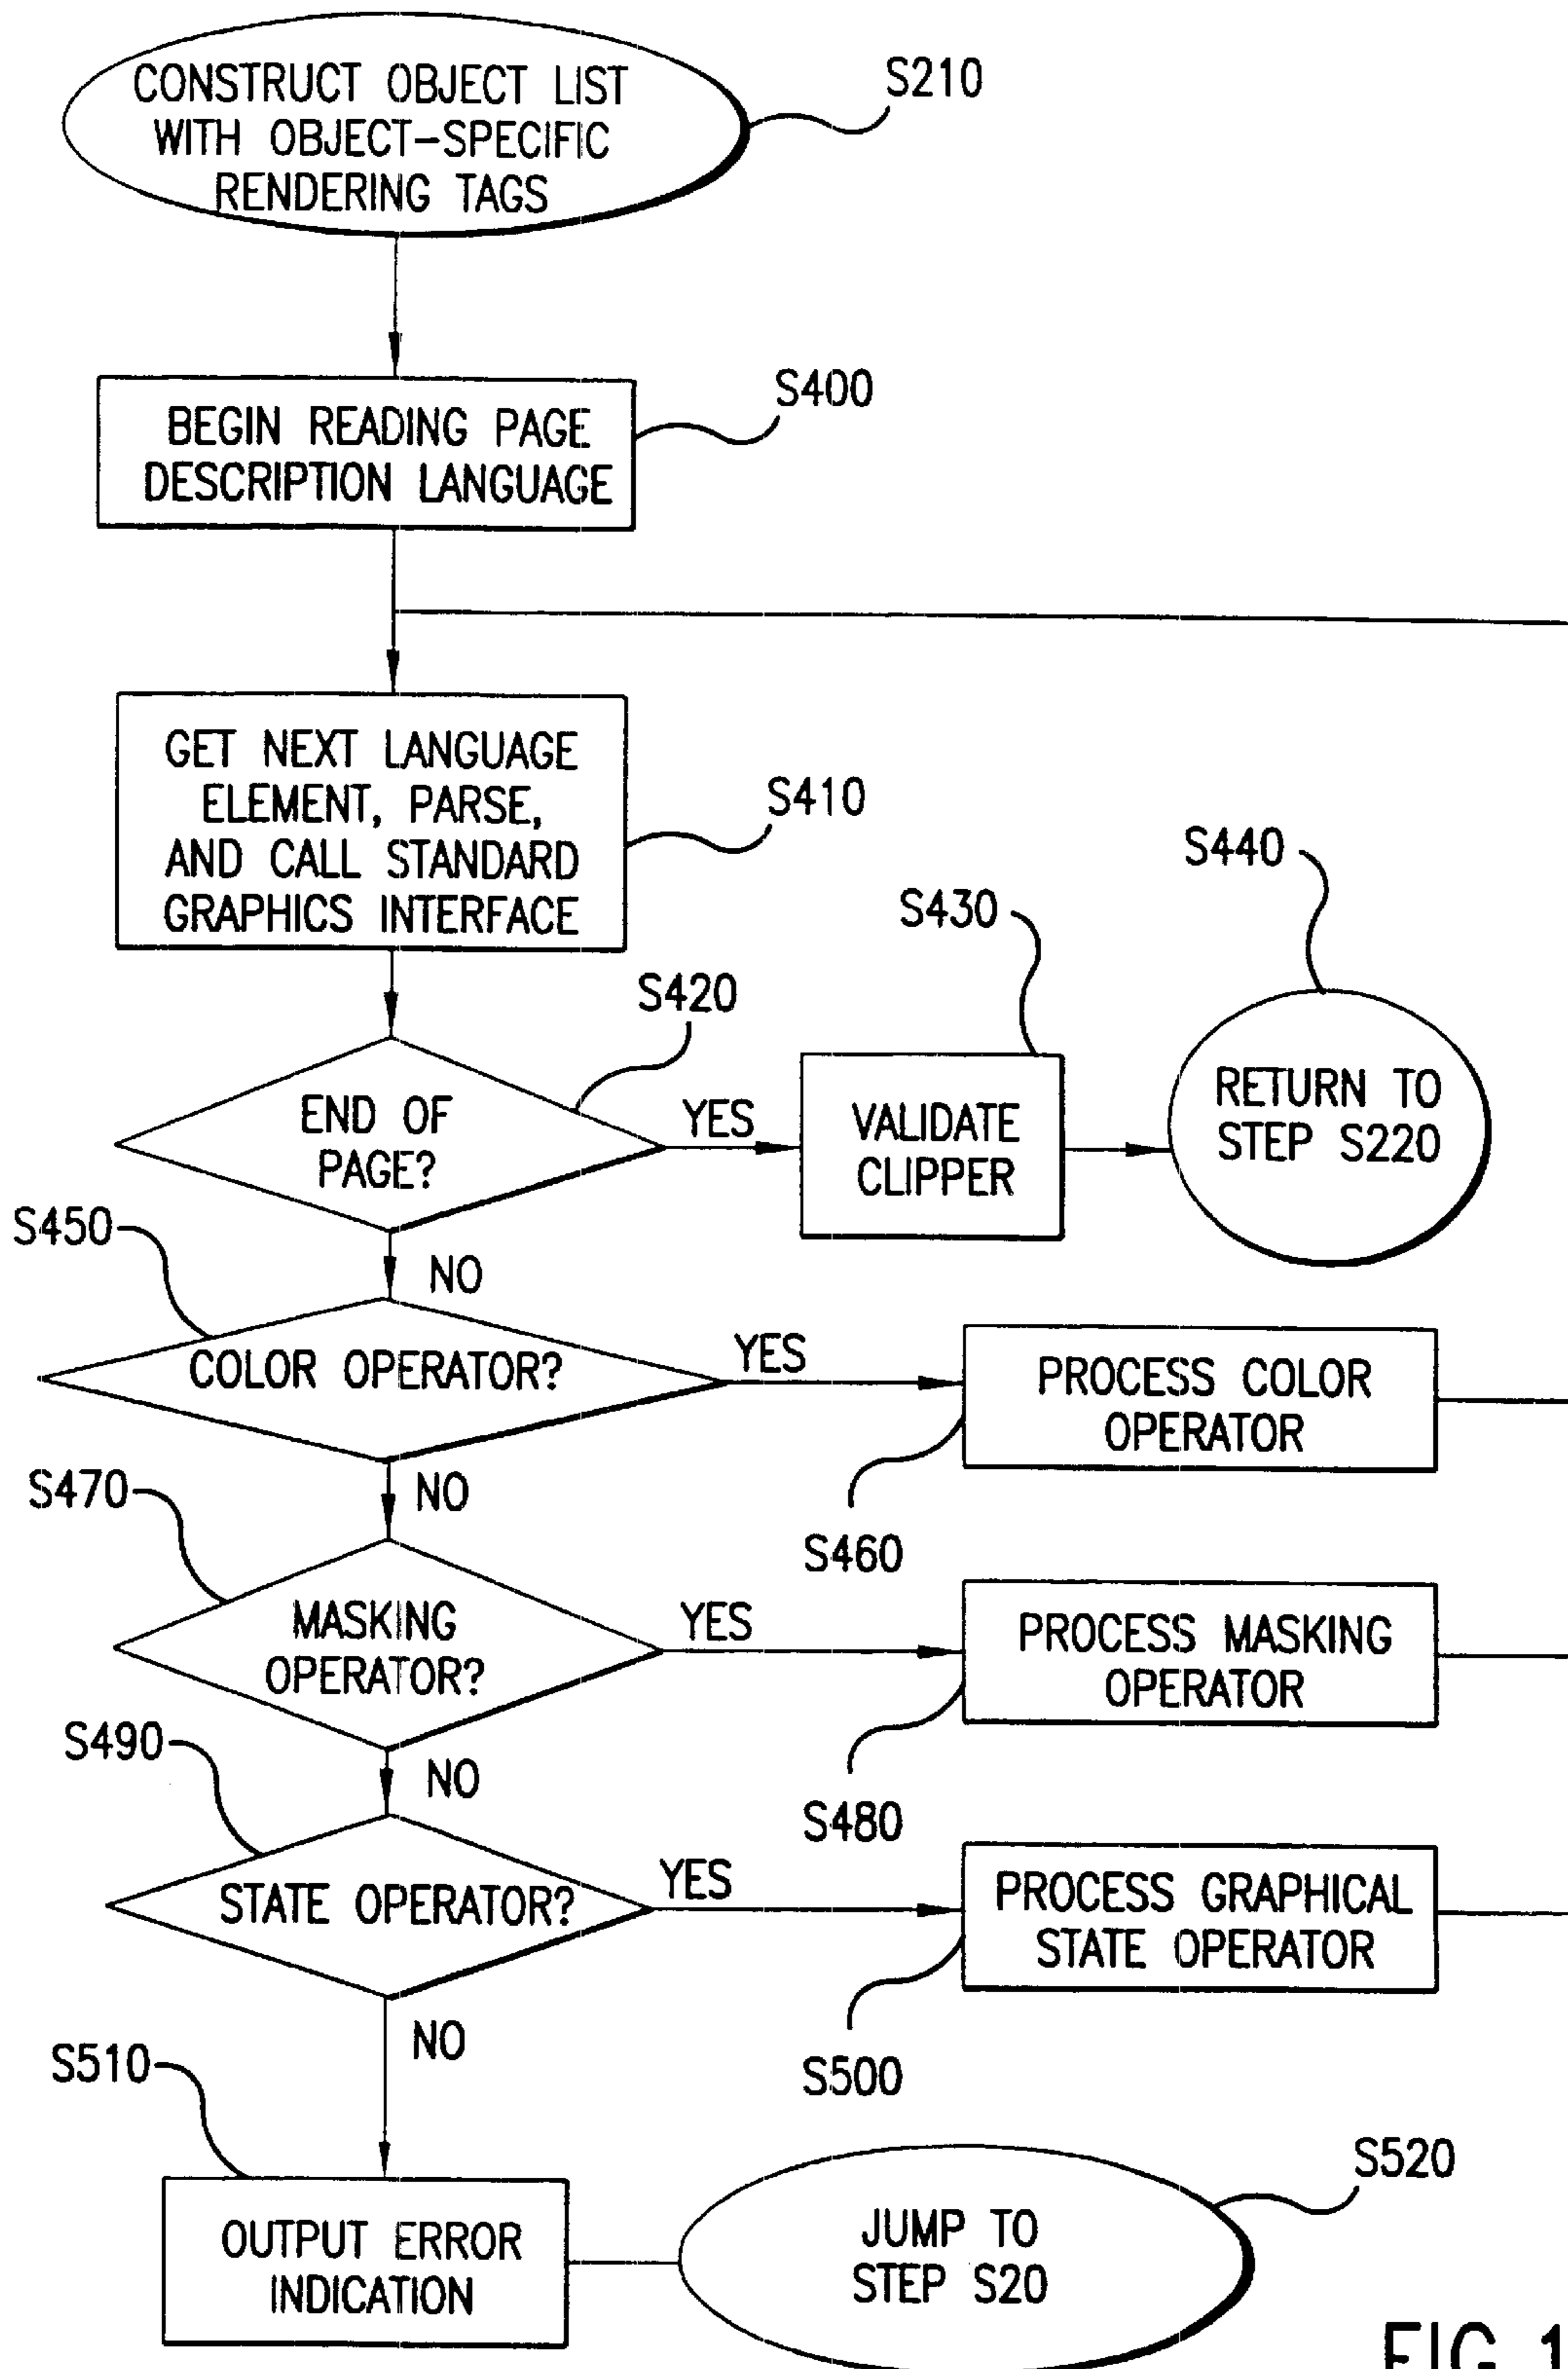 CONSTRUCT OBJECT LIST
WITH OBJECT-SPECIFIC
RENDERING TAGS
S210
BEGIN READING PAGE
DESCRIPTION LANGUAGE
S400
GET NEXT LANGUAGE
ELEMENT, PARSE,
AND CALL STANDARD
GRAPHICS INTERFACE
S410
S420
END OF
PAGE?
YES
S430
VALIDATE
CLIPPER
S440
RETURN TO
STEP S220
NO
S450
COLOR OPERATOR?
YES
PROCESS COLOR
OPERATOR
S460
NO
S470
MASKING
OPERATOR?
YES
PROCESS MASKING
OPERATOR
S480
NO
S490
STATE OPERATOR?
YES
PROCESS GRAPHICAL
STATE OPERATOR
S500
NO
S510
OUTPUT ERROR
INDICATION
JUMP TO
STEP S20
S520
FIG. 1